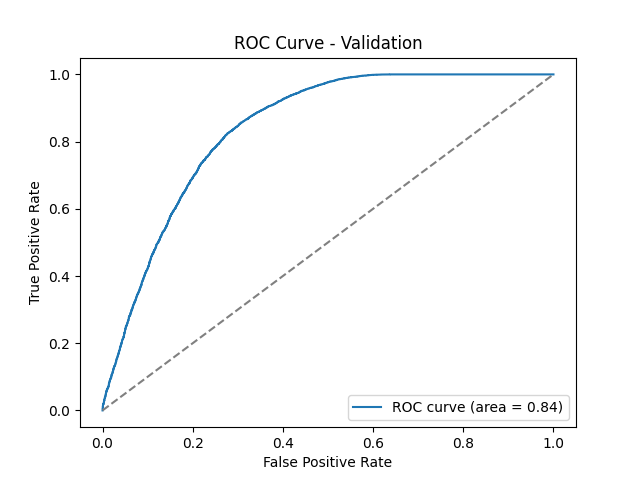 ROC Curve - Validation
True Positive Rate
1.0
0.8
0.6
0.4
0.2
0.0
ROC curve (area = 0.84)
0.0 0.2 0.4 0.6 0.8 1.0
False Positive Rate